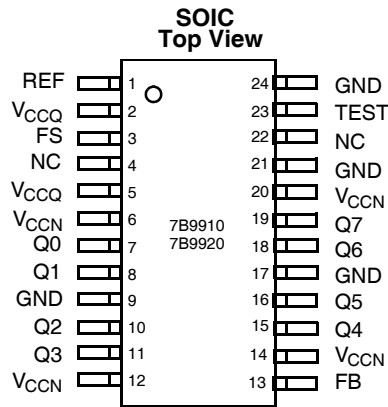 SOIC
Top View
REF 1 24 GND
VCCQ 2 23 TEST
FS 3 22 NC
NC 4 21 GND
VCCQ 5 20 VCCN
VCCN 6 19 Q7
7B9910
Q0 7 18 Q6
7B9920
Q1 8 17 GND
GND 9 16 Q5
Q2 10 15 Q4
Q3 11 14 VCCN
VCCN 12 13 FB